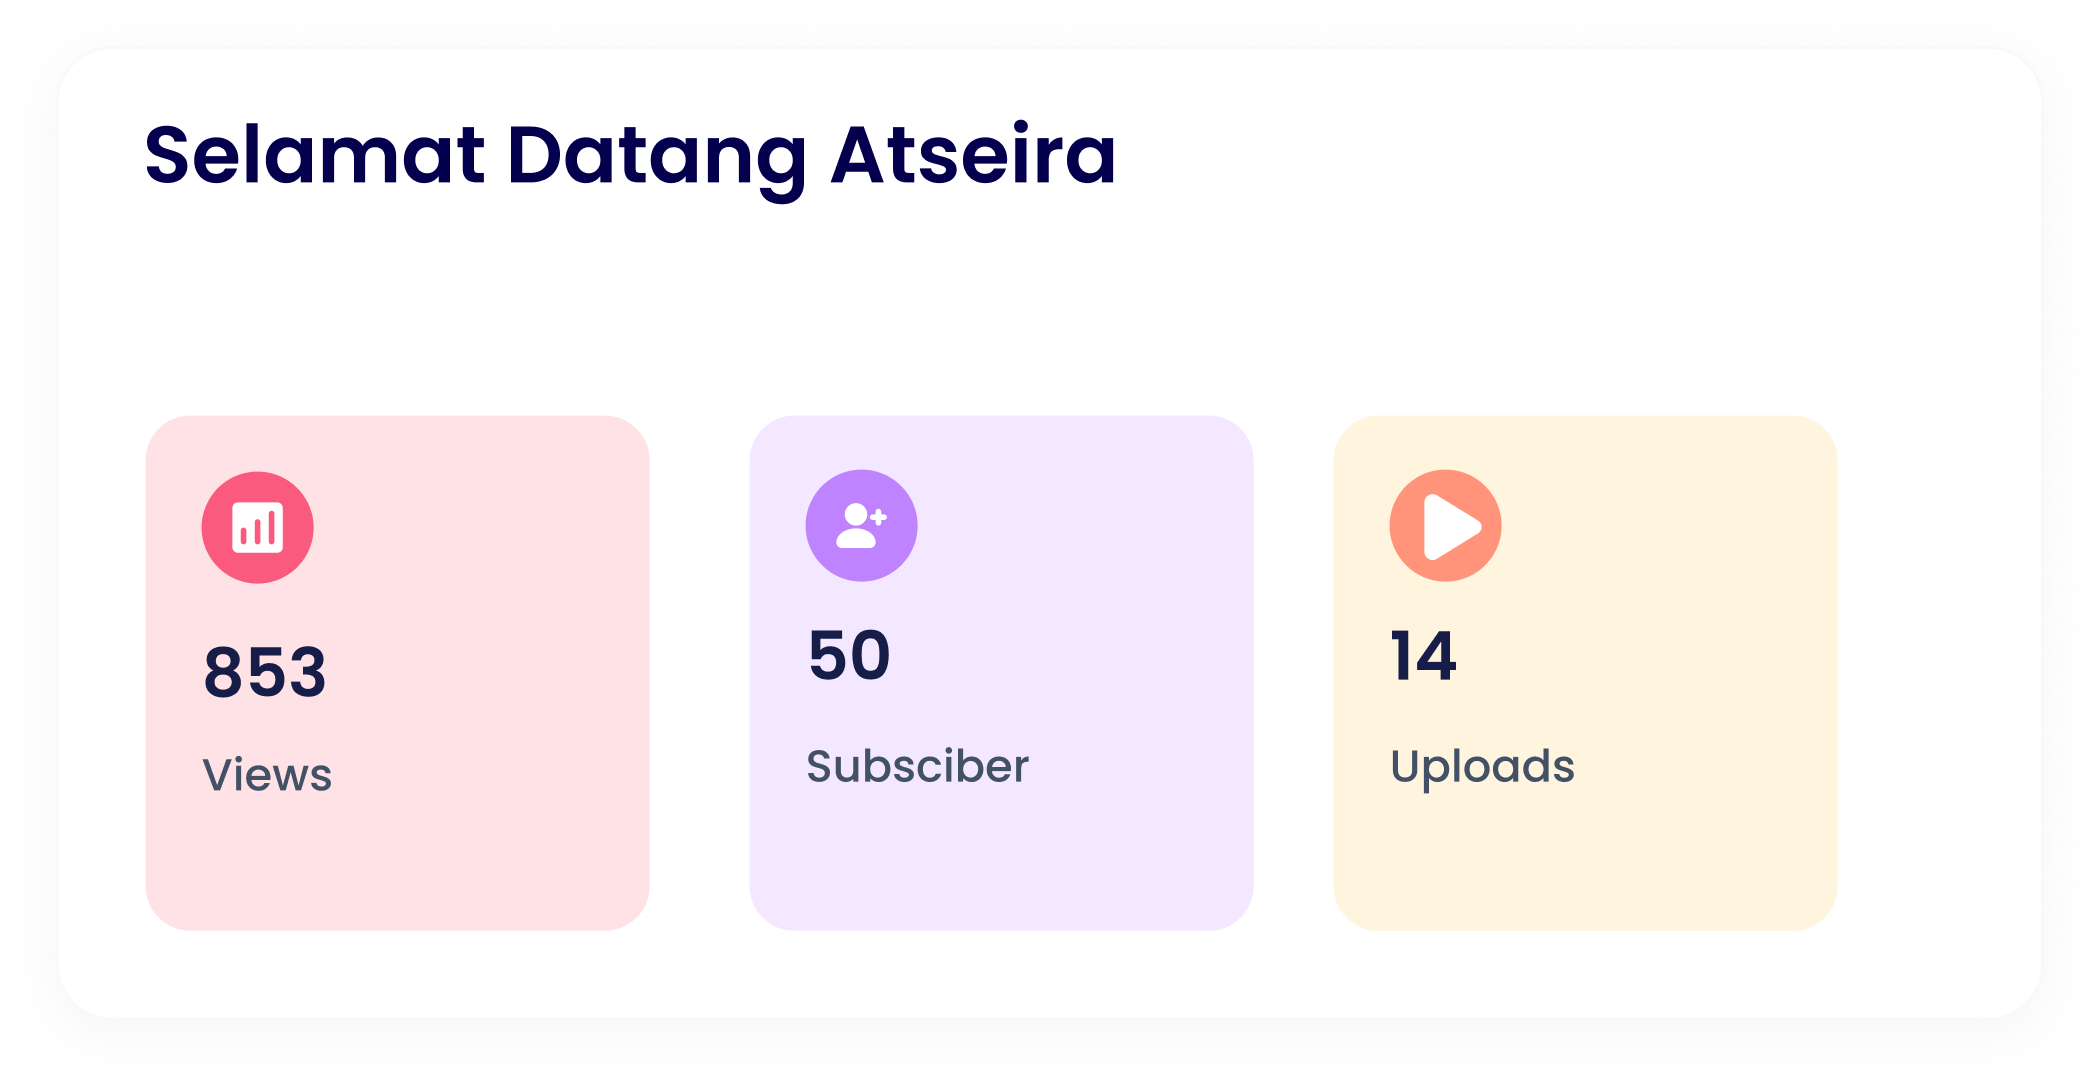 Selamat Datang Atseira
853
Views
50
Subsciber
14
Uploads